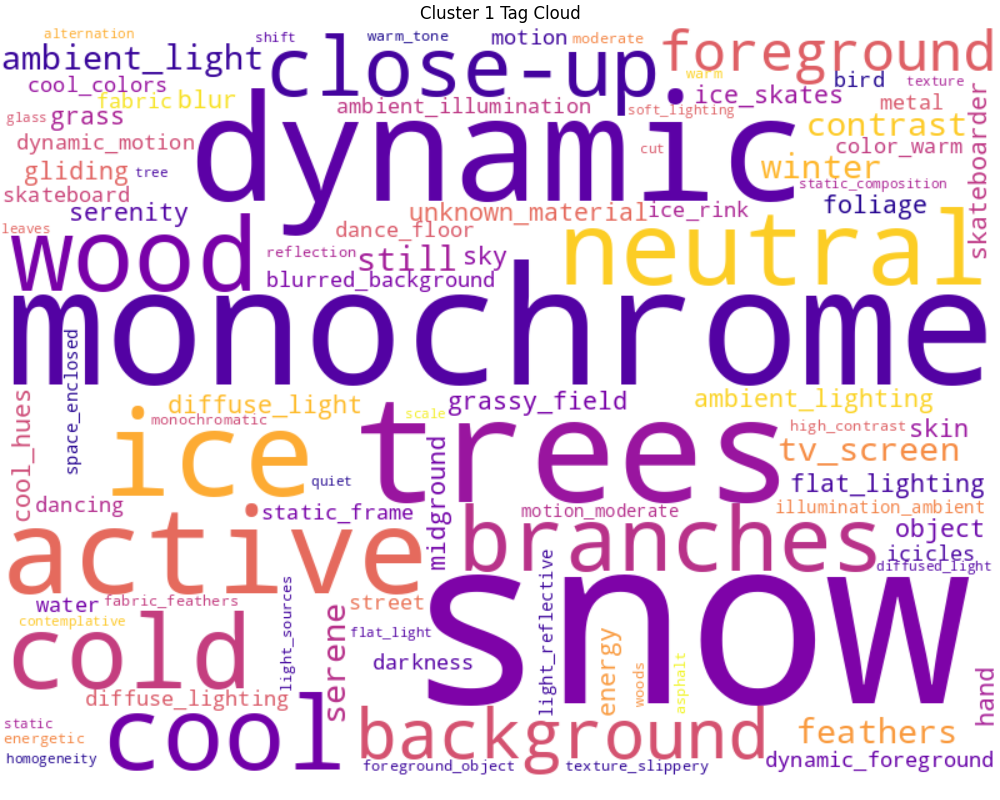 Cluster 1 Tag Cloud
alternation
shift
warm_tone
motion
moderate
foreground
ambient_light
close-up
warm
bird
texture
cool_colors
fabric
blur
ambient_illumination
soft_lighting
ice_skates
metal
skateboarder
glass
grass
dynamic
contrast
dynamic_motion
cut
color_warm
gliding
tree
winter
static_composition
skateboard
serenity
unknown_material
ice_rink
foliage
leaves
wood
dance_floor
neutral
reflection
still
sky
blurred_background
monochrome
space_enclosed
cool_hues
diffuse_light
scale
grassy_field
ambient_lighting
monochromatic
ice
trees
high_contrast
skin
tv_screen
quiet
midground
flat_lighting
dancing
static_frame
motion_moderate
illumination_ambient
active
branches
object
icicles
diffused_light
water
fabric_feathers
light_sources
serene
street
light_reflective
snow
contemplative
cold
flat_light
energy
woods
asphalt
darkness
hand
diffuse_lighting
cool
background
feathers
static
energetic
homogeneity
foreground_object
texture_slippery
dynamic_foreground